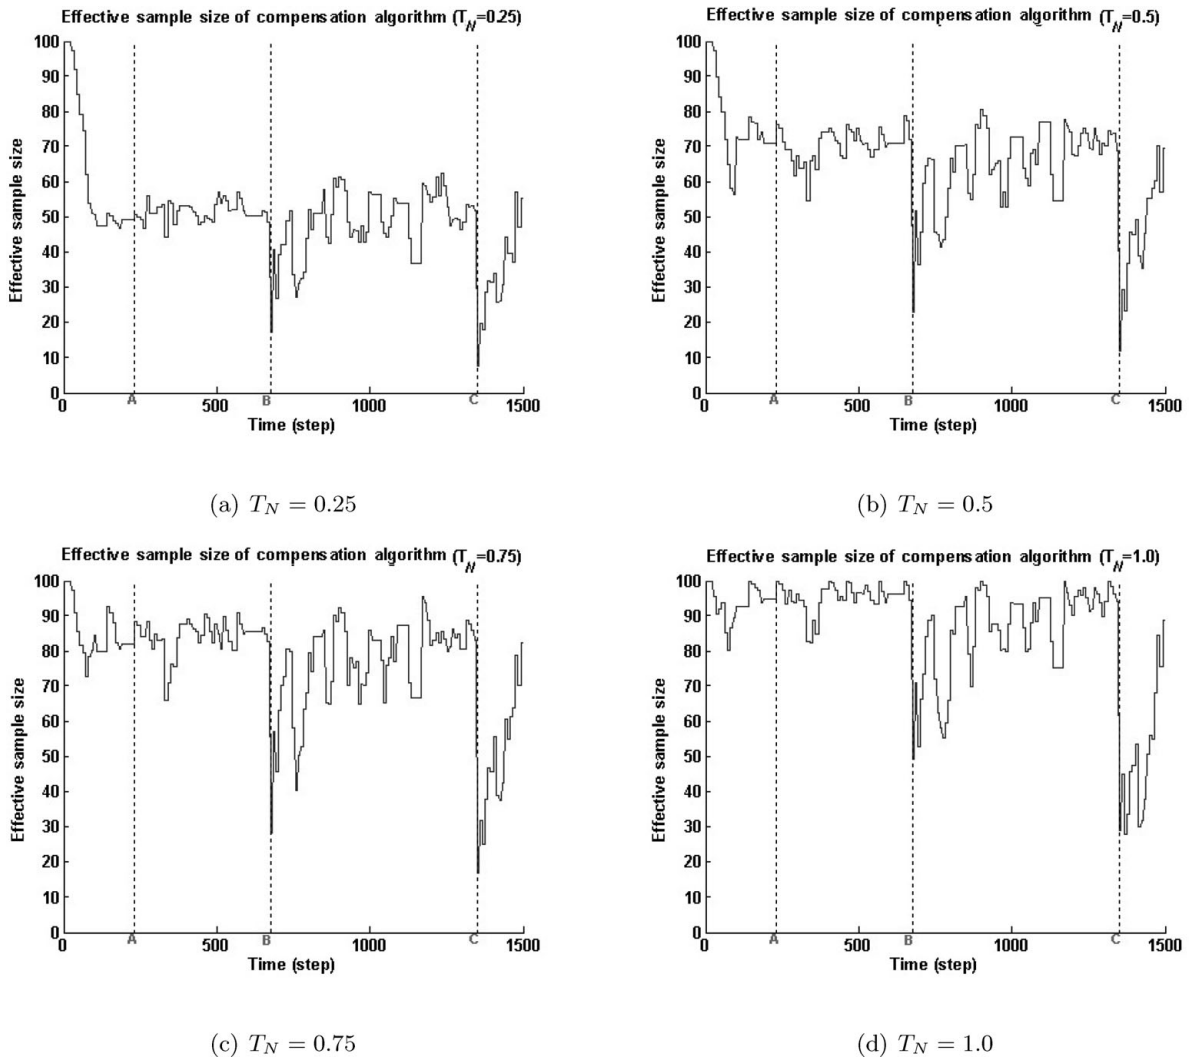 Effective sample size of compensation algorithm (T_N=0.25)
Effective sample size
100
90
80
70
60
50
40
30
20
10
0
0 A 500 B 1000 C 1500
Time (step)
(a) T_N = 0.25
Effective sample size of compensation algorithm (T_N=0.5)
Effective sample size
100
90
80
70
60
50
40
30
20
10
0
0 A 500 B 1000 C 1500
Time (step)
(b) T_N = 0.5
Effective sample size of compensation algorithm (T_N=0.75)
Effective sample size
100
90
80
70
60
50
40
30
20
10
0
0 A 500 B 1000 C 1500
Time (step)
(c) T_N = 0.75
Effective sample size of compensation algorithm (T_N=1.0)
Effective sample size
100
90
80
70
60
50
40
30
20
10
0
0 A 500 B 1000 C 1500
Time (step)
(d) T_N = 1.0